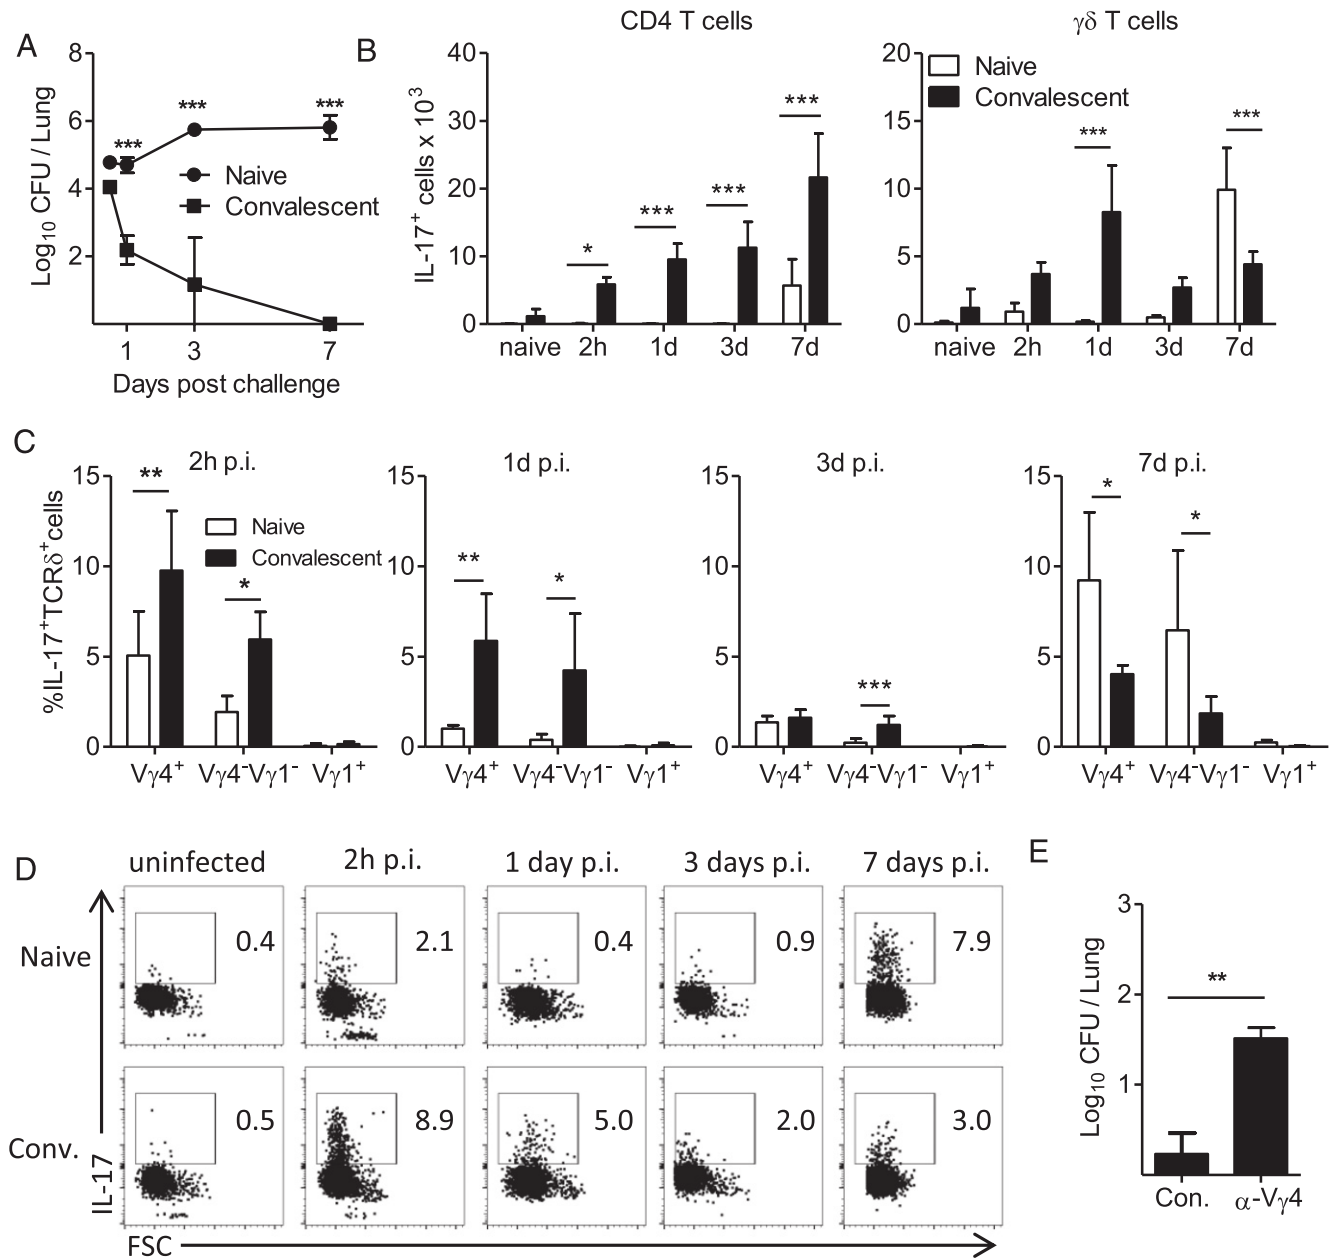 A
8
6
4
2
Log10 CFU / Lung
***
***
***
Naive
Convalescent
1
3
7
Days post challenge
B
CD4 T cells
40
30
20
10
0
IL-17+ cells x 10³
*
***
***
***
naive
2h
1d
3d
7d
γδ T cells
20
15
10
5
0
Naive
Convalescent
***
***
naive
2h
1d
3d
7d
C
%IL-17+TCRδ+cells
2h p.i.
15
10
5
0
**
*
Naive
Convalescent
Vγ4+
Vγ4-Vγ1-
Vγ1+
1d p.i.
15
10
5
0
**
*
Vγ4+
Vγ4-Vγ1-
Vγ1+
3d p.i.
15
10
5
0
***
Vγ4+
Vγ4-Vγ1-
Vγ1+
7d p.i.
15
10
5
0
*
*
Vγ4+
Vγ4-Vγ1-
Vγ1+
D
uninfected
2h p.i.
1 day p.i.
3 days p.i.
7 days p.i.
Naive
0.4
2.1
0.4
0.9
7.9
Conv.
0.5
8.9
5.0
2.0
3.0
IL-17
FSC
E
3
2
1
Log10 CFU / Lung
**
Con.
α-Vγ4